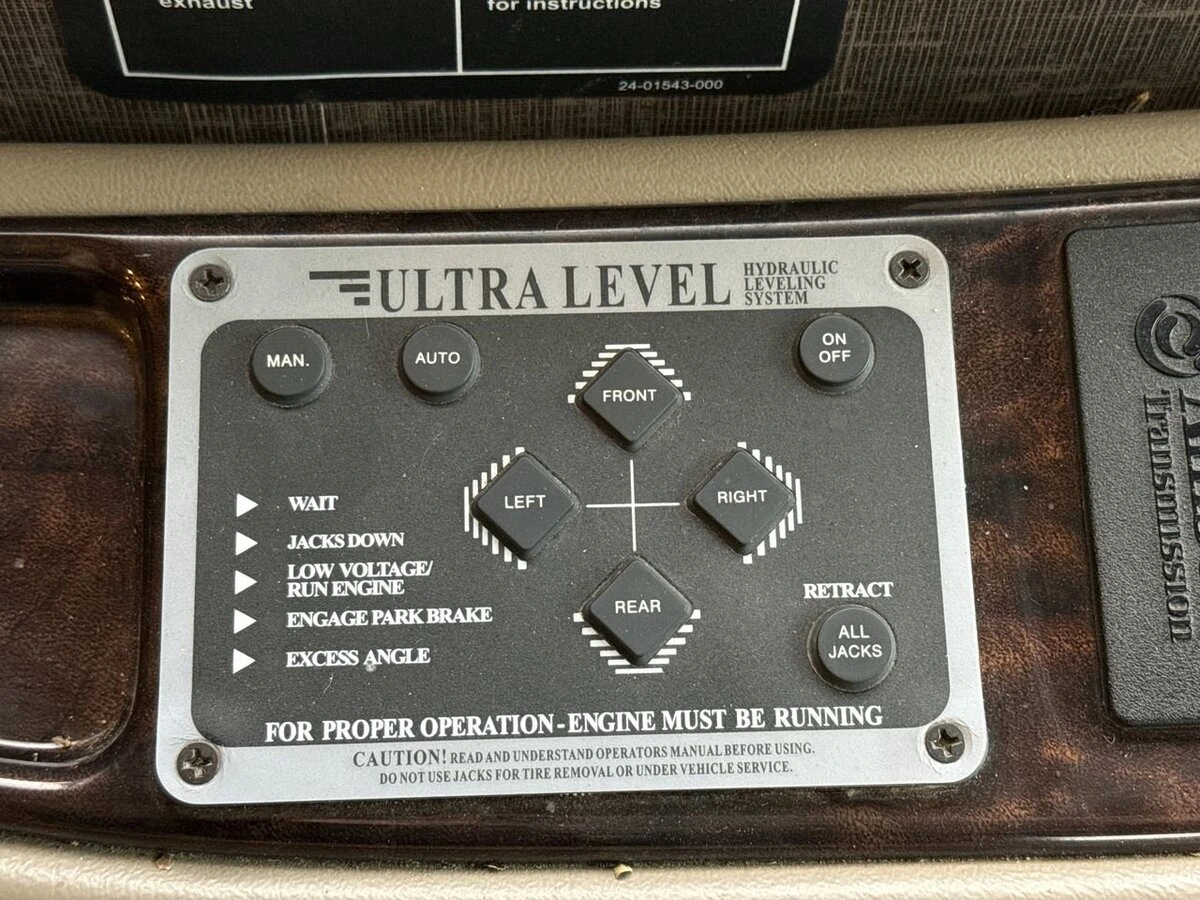 exhaust
for instructions
24-01543-000
ULTRA LEVEL
HYDRAULIC
LEVELING
SYSTEM
MAN.
AUTO
ON
OFF
FRONT
LEFT
RIGHT
REAR
WAIT
JACKS DOWN
LOW VOLTAGE/
RUN ENGINE
ENGAGE PARK BRAKE
EXCESS ANGLE
RETRACT
ALL
JACKS
FOR PROPER OPERATION-ENGINE MUST BE RUNNING
CAUTION! READ AND UNDERSTAND OPERATORS MANUAL BEFORE USING.
DO NOT USE JACKS FOR TIRE REMOVAL OR UNDER VEHICLE SERVICE.
Transmission